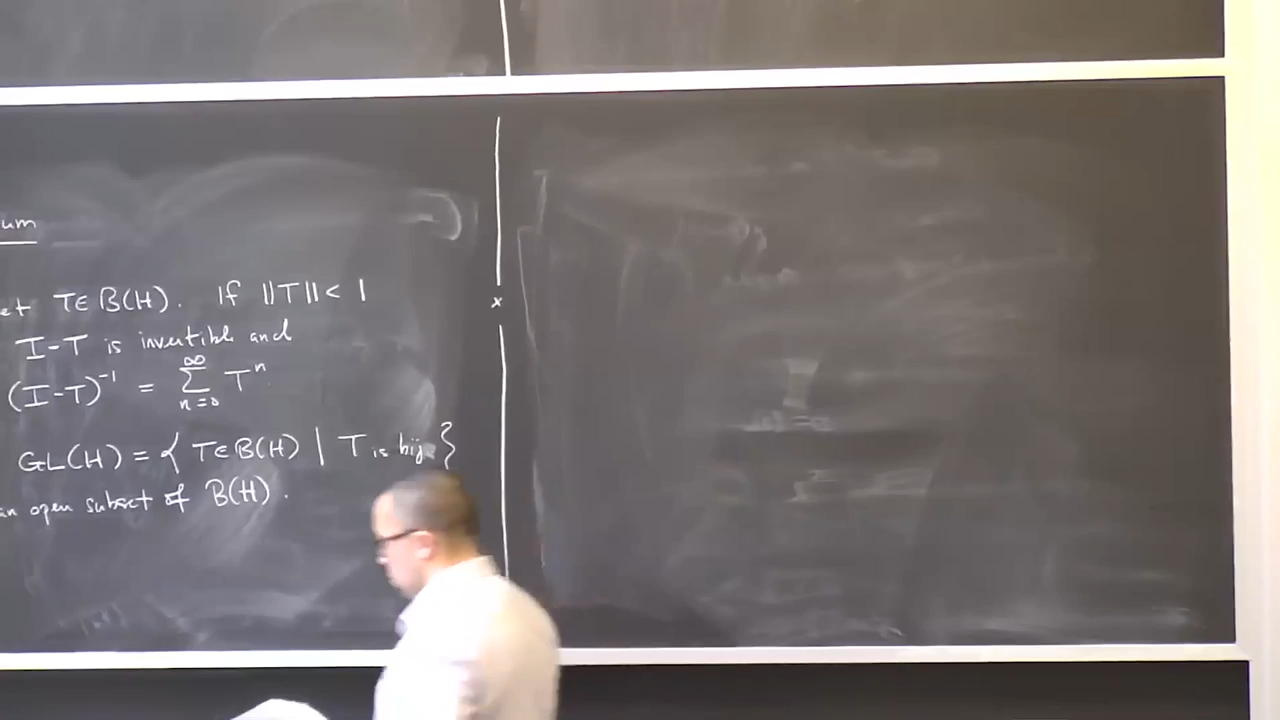 um
et T∈B(H). If ||T|| < 1
I-T is invertible and
(I-T)⁻¹ = ∑_{n=0}^{∞} Tⁿ
GL(H) = { T∈B(H) | T is bij. }
an open subset of B(H).
x